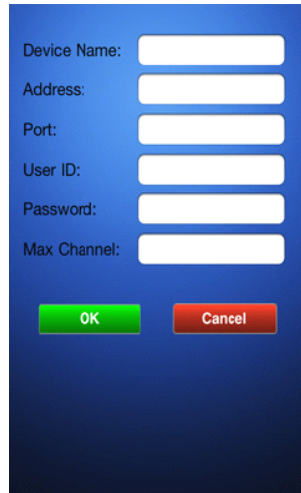 Device Name:
Address:
Port:
User ID:
Password:
Max Channel:
OK Cancel